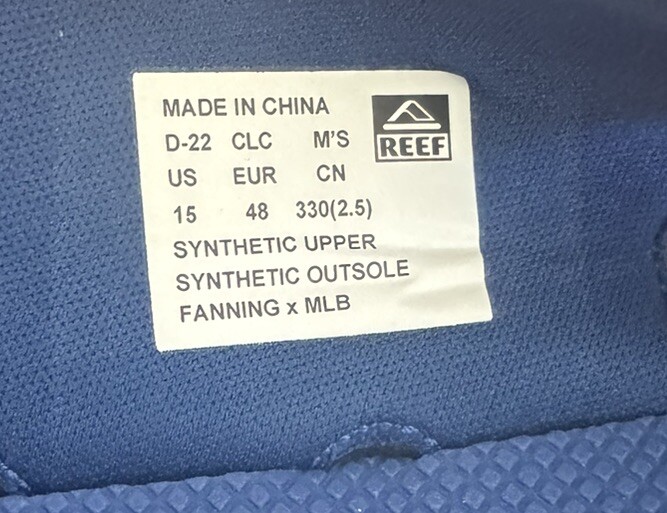 MADE IN CHINA
D-22 CLC M'S
REEF
US EUR CN
15 48 330(2.5)
SYNTHETIC UPPER
SYNTHETIC OUTSOLE
FANNING x MLB